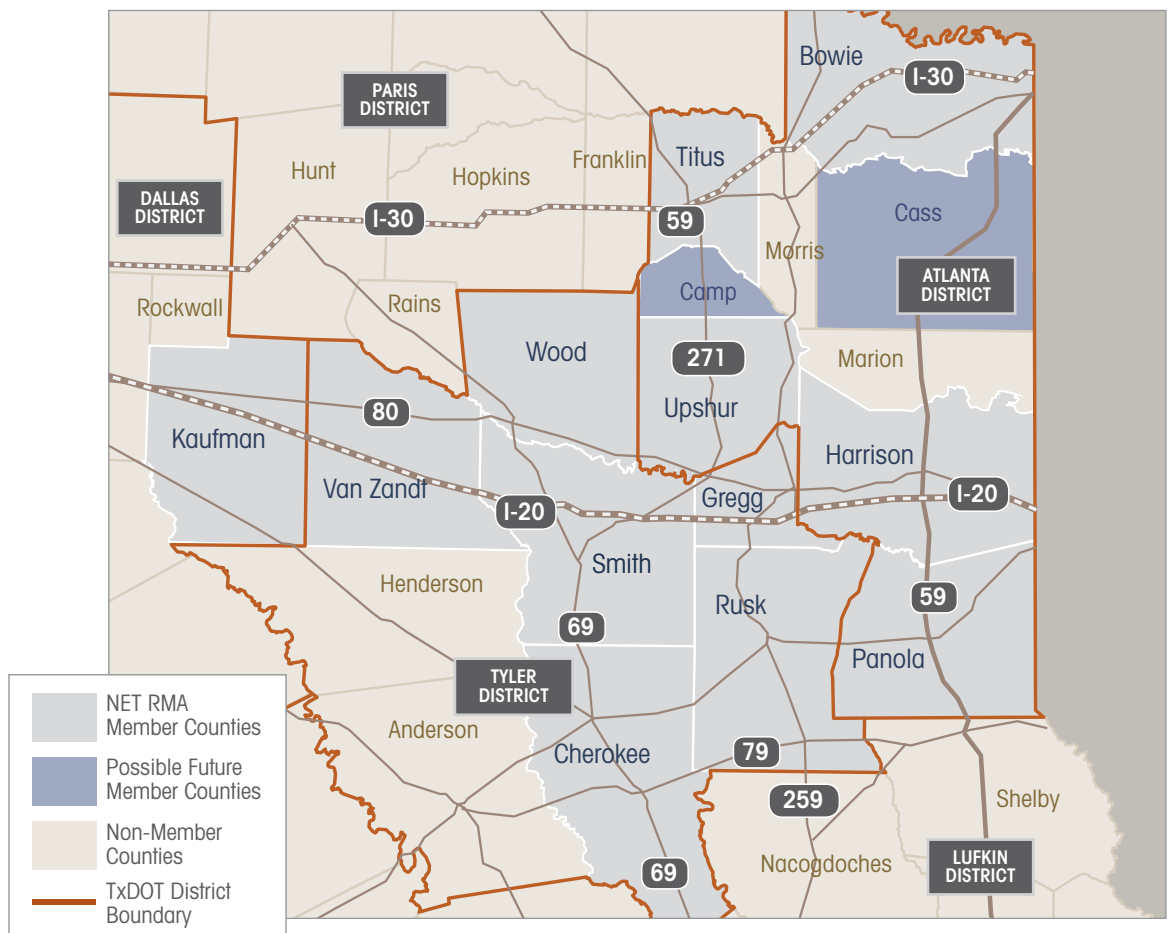 Bowie
I-30
PARIS
DISTRICT
Titus
Franklin
Hunt
Hopkins
DALLAS
DISTRICT
I-30
59
Cass
Morris
ATLANTA
DISTRICT
Rockwall
Rains
Camp
Wood
271
Marion
80
Upshur
Kaufman
Harrison
Van Zandt
I-20
Gregg
I-20
Smith
Henderson
Rusk
59
69
Panola
TYLER
DISTRICT
Anderson
Cherokee
79
259
Shelby
Nacogdoches
LUFKIN
DISTRICT
69
NET RMA
Member Counties
Possible Future
Member Counties
Non-Member
Counties
TxDOT District
Boundary